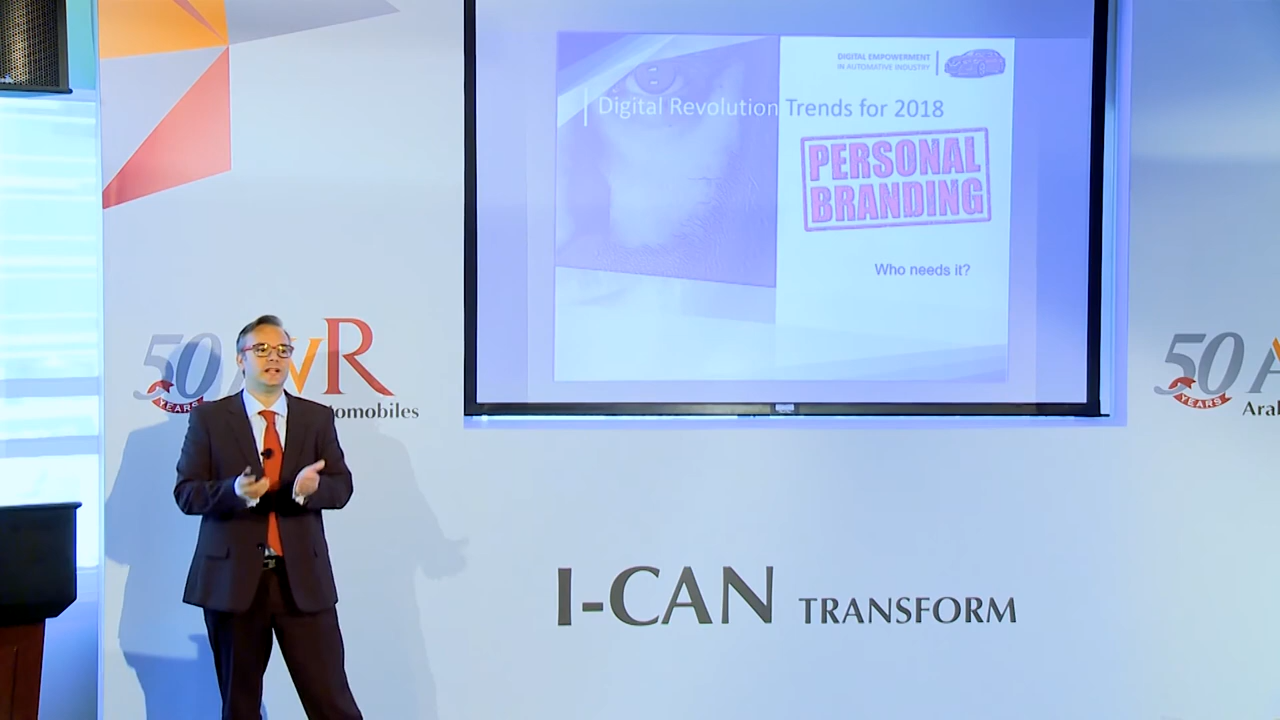 DIGITAL EMPOWERMENT
IN AUTOMOTIVE INDUSTRY
Digital Revolution Trends for 2018
PERSONAL
BRANDING
Who needs it?
50
YEARS
R
omobiles
50 A
YEARS
Aral
I-CAN TRANSFORM